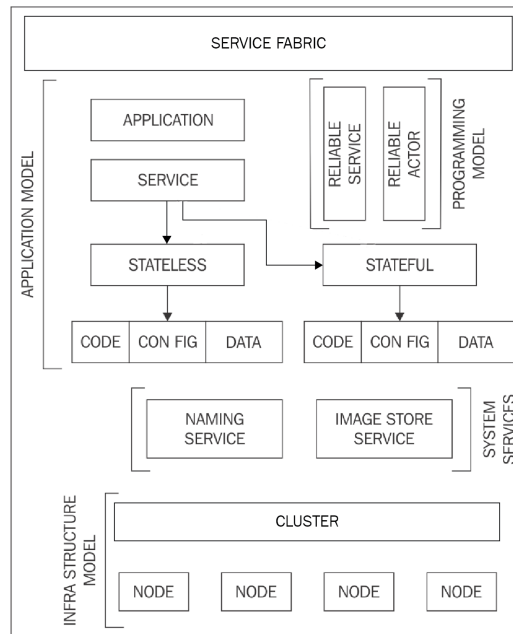 SERVICE FABRIC
APPLICATION MODEL
APPLICATION
SERVICE
RELIABLE
SERVICE
RELIABLE
ACTOR
PROGRAMMING
MODEL
STATELESS
STATEFUL
CODE
CON FIG
DATA
CODE
CON FIG
DATA
NAMING
SERVICE
IMAGE STORE
SERVICE
SYSTEM
SERVICES
INFRA STRUCTURE
MODEL
CLUSTER
NODE
NODE
NODE
NODE